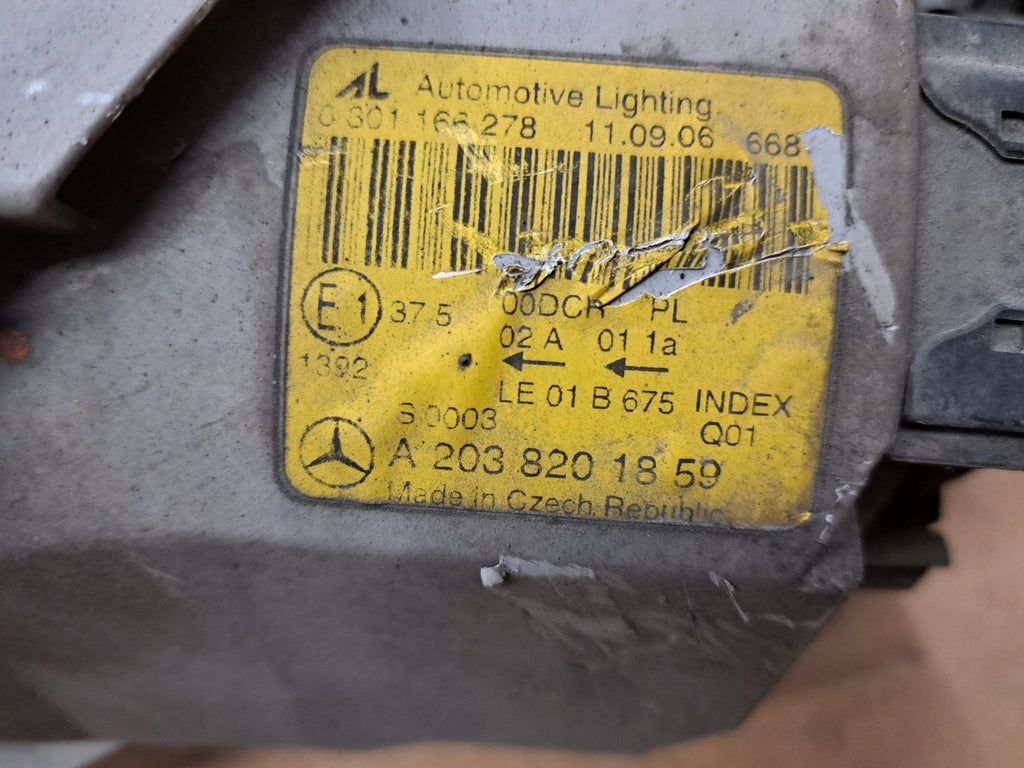 AL Automotive Lighting
0 301 166 278 11.09.06 668
E1 37.5 00DCR PL
02 A 01 1a
1392
LE 01 B 675 INDEX
S 0003 Q01
A 203 820 18 59
Made in Czech Republic